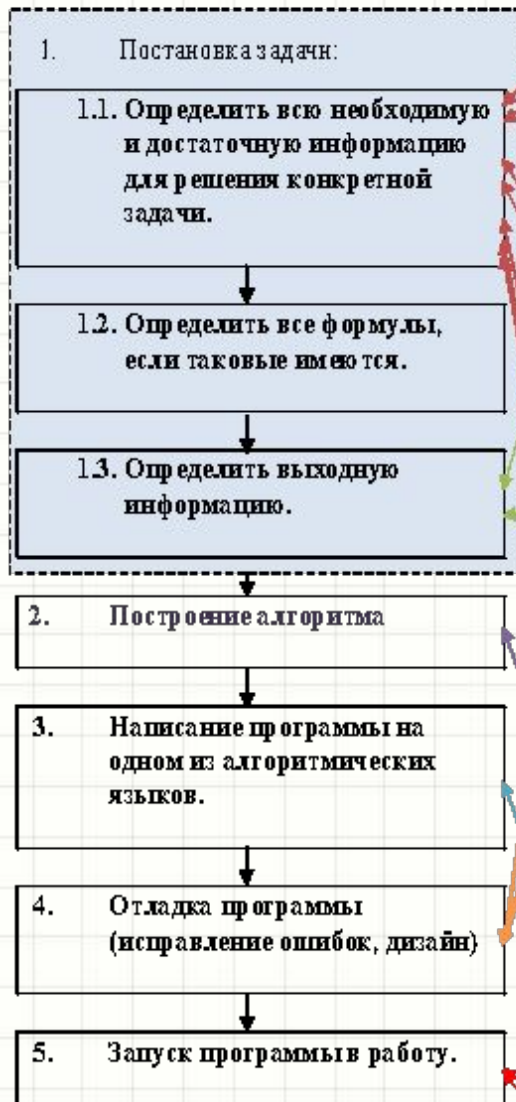 1. Постановка задачи:
1.1. Определить всю необходимую
и достаточную информацию
для решения конкретной
задачи.
1.2. Определить все формулы,
если таковые имеются.
1.3. Определить выходную
информацию.
2. Построение алгоритма
3. Написание программы на
одном из алгоритмических
языков.
4. Отладка программы
(исправление ошибок, дизайн)
5. Запуск программы в работу.